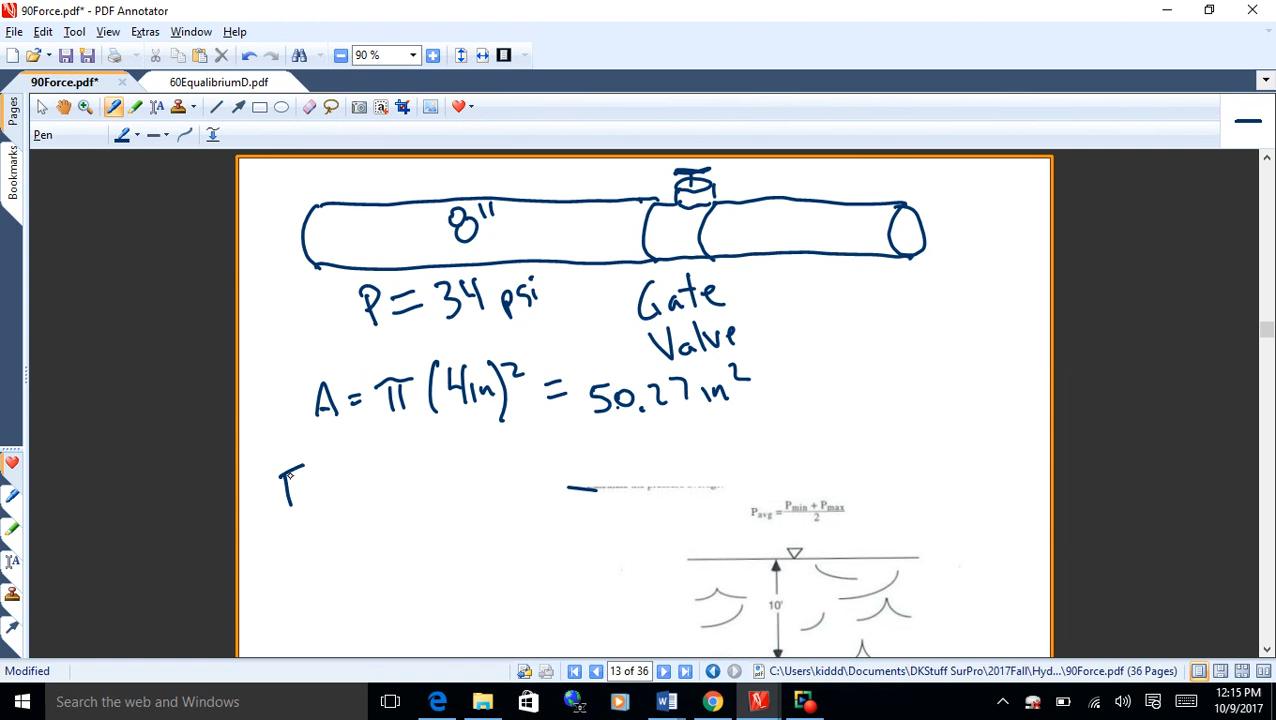 90Force.pdf* - PDF Annotator
File Edit Tool Extras View Window Help
90 %
90Force.pdf* 60EqualibriumD.pdf
Pages
Bookmarks
Pen
8"
P = 34 psi
Gate
Valve
A = π (4in)² = 50.27 in²
Pavg = Pmin + Pmax
2
10'
Modified
13 of 36
C:\Users\kiddd\Documents\DKStuff SurPro\2017Fall\Hyd...\90Force.pdf (36 Pages)
Search the web and Windows
12:15 PM
10/9/2017